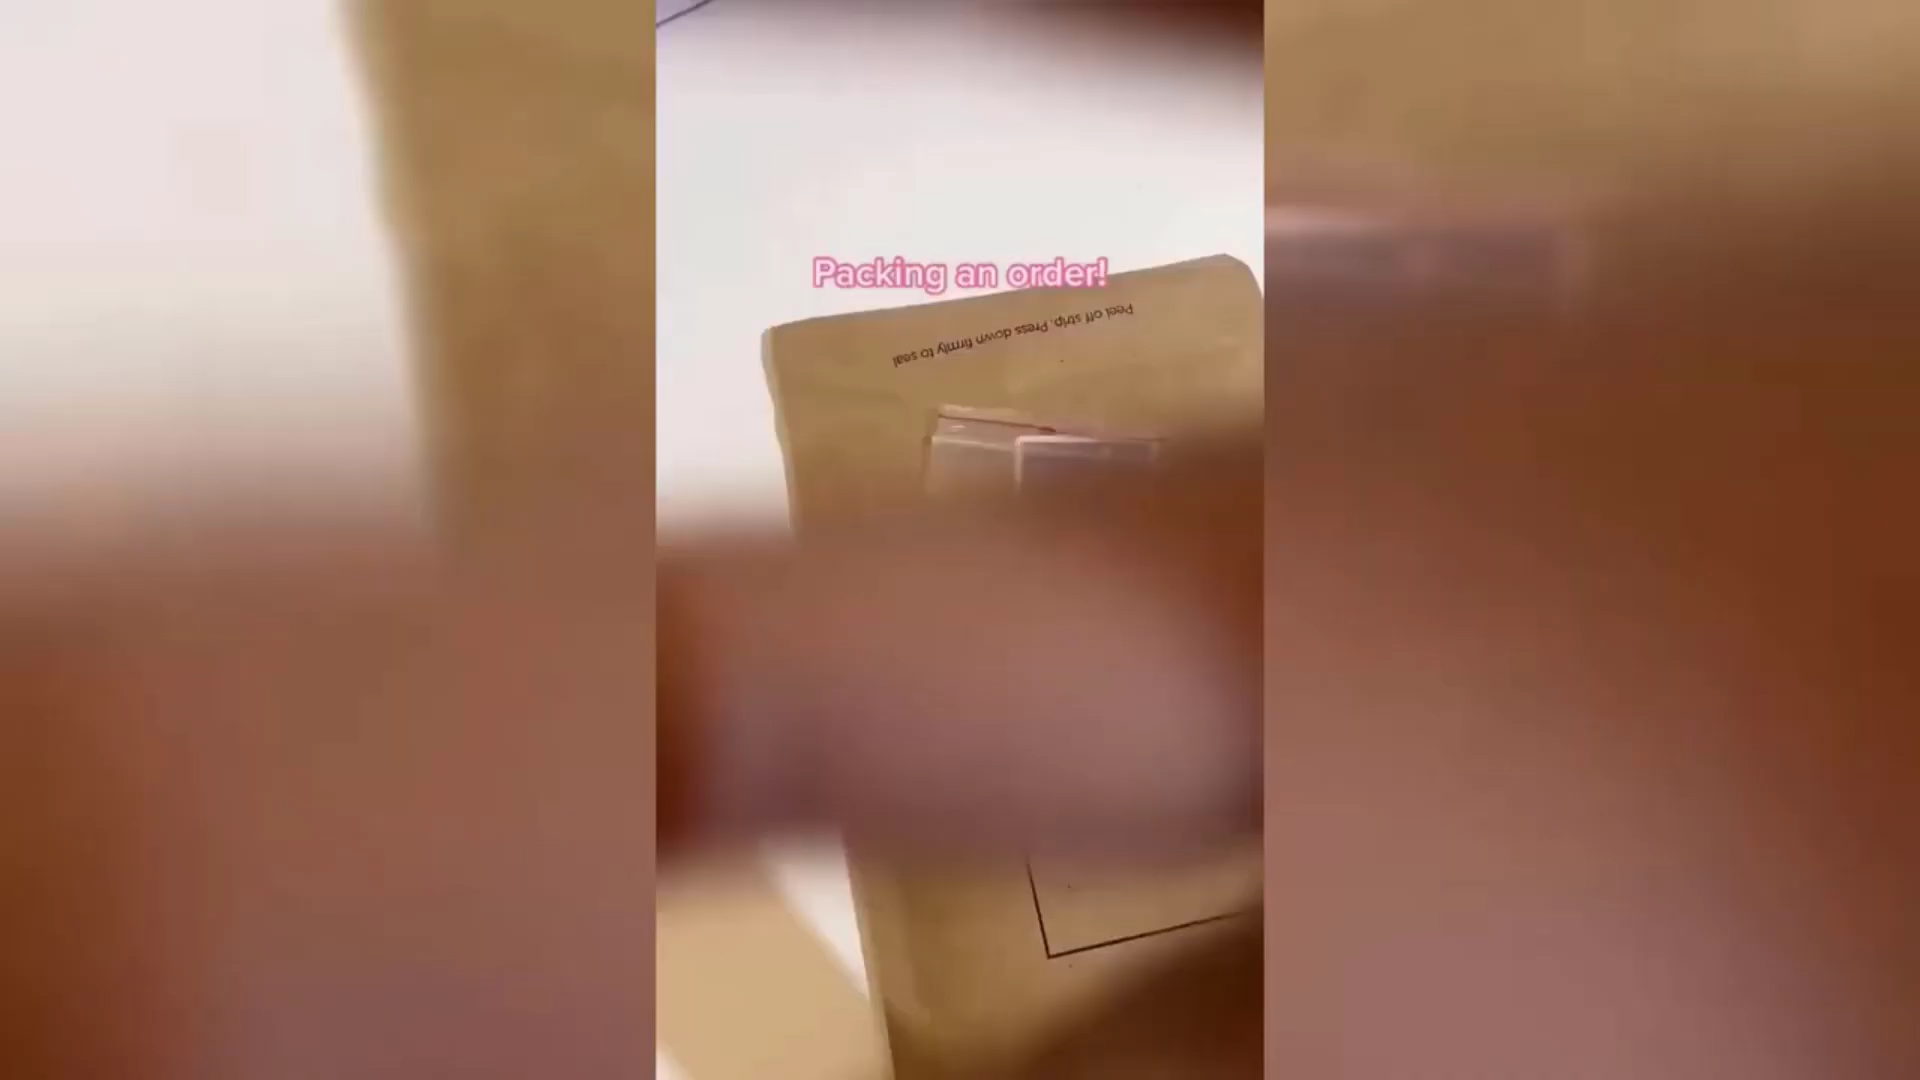 Packing an order!
Peel off strip. Press down firmly to seal